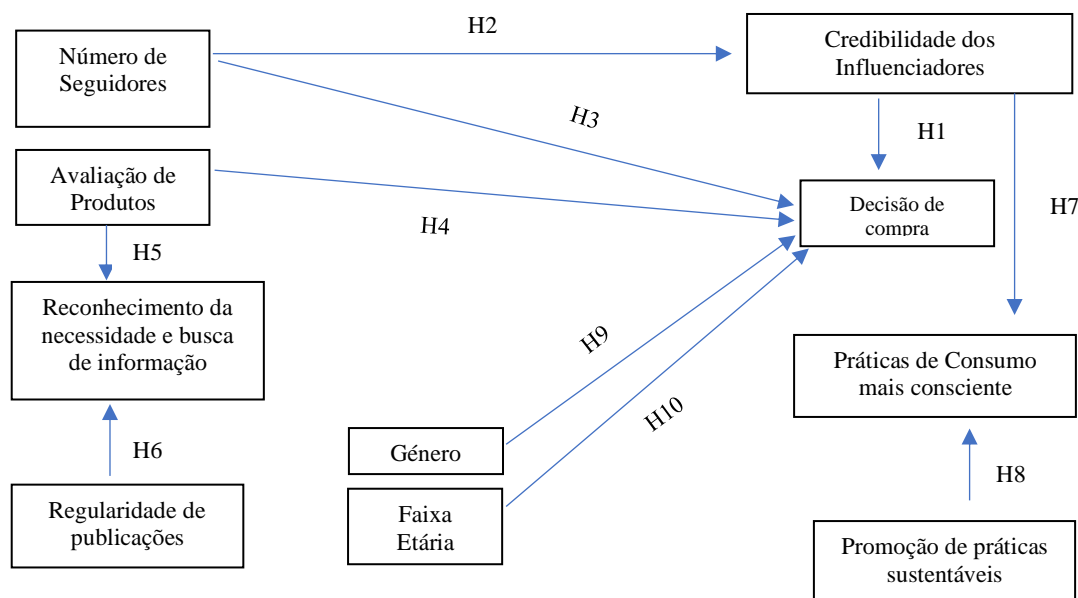 H2
Número de
Seguidores
Credibilidade dos
Influenciadores
H3
H1
Avaliação de
Produtos
Decisão de
compra
H7
H4
H5
Reconhecimento da
necessidade e busca
de informação
H9
Práticas de Consumo
mais consciente
H10
H6
Género
H8
Regularidade de
publicações
Faixa
Etária
Promoção de práticas
sustentáveis